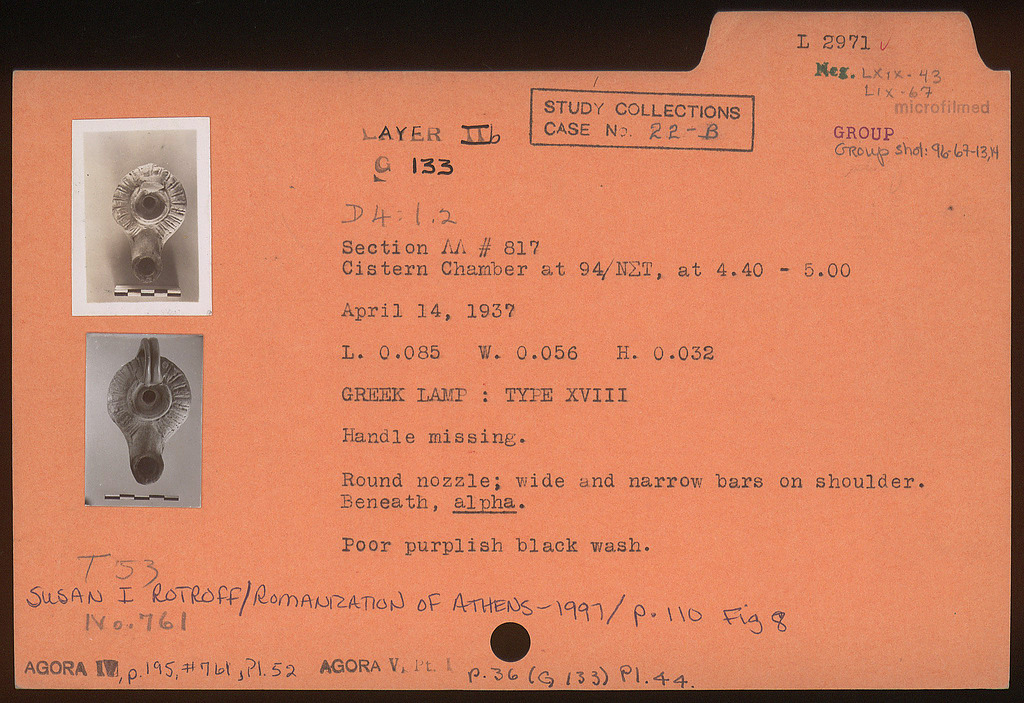 L 2971 ✓
Neg. LXIX-43
LIX-67
microfilmed
GROUP
Group shot: 96-67-13,14
STUDY COLLECTIONS
CASE No. 22-B
LAYER IIb
G 133
D4:1.2
Section ΛΛ # 817
Cistern Chamber at 94/ΝΣΤ, at 4.40 - 5.00
April 14, 1937
L. 0.085 W. 0.056 H. 0.032
GREEK LAMP : TYPE XVIII
Handle missing.
Round nozzle; wide and narrow bars on shoulder.
Beneath, alpha.
Poor purplish black wash.
T 53
SUSAN I ROTROFF/ROMANIZATION OF ATHENS-1997/ p. 110 Fig 8
No. 761
AGORA IV, p. 195, #761, Pl. 52 AGORA V, Pt. I p. 36 (G 133) Pl. 44.